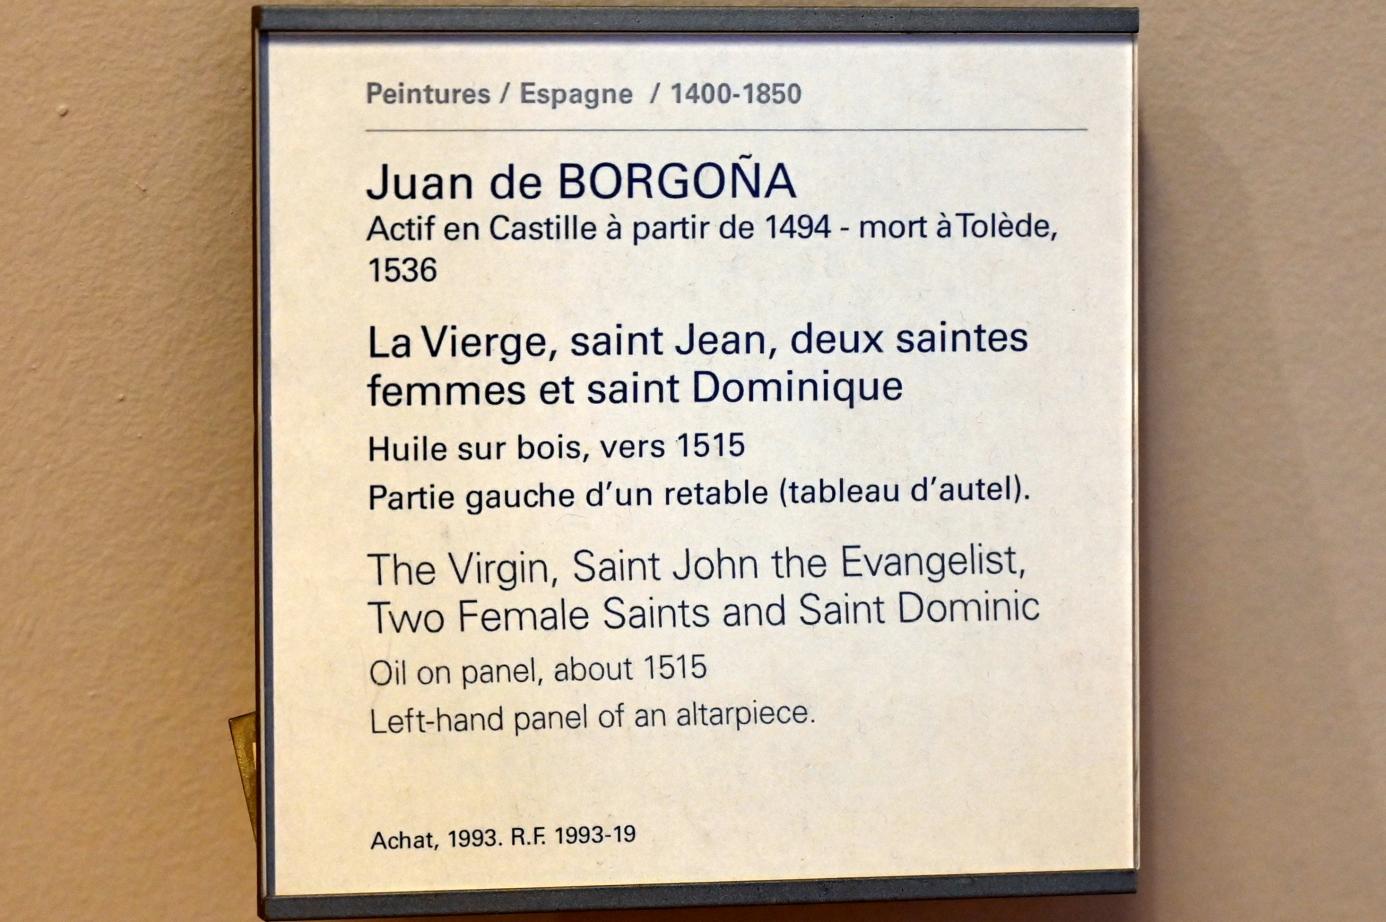 Peintures / Espagne / 1400-1850
Juan de BORGOÑA
Actif en Castille à partir de 1494 - mort à Tolède,
1536
La Vierge, saint Jean, deux saintes
femmes et saint Dominique
Huile sur bois, vers 1515
Partie gauche d’un retable (tableau d’autel).
The Virgin, Saint John the Evangelist,
Two Female Saints and Saint Dominic
Oil on panel, about 1515
Left-hand panel of an altarpiece.
Achat, 1993. R.F. 1993-19